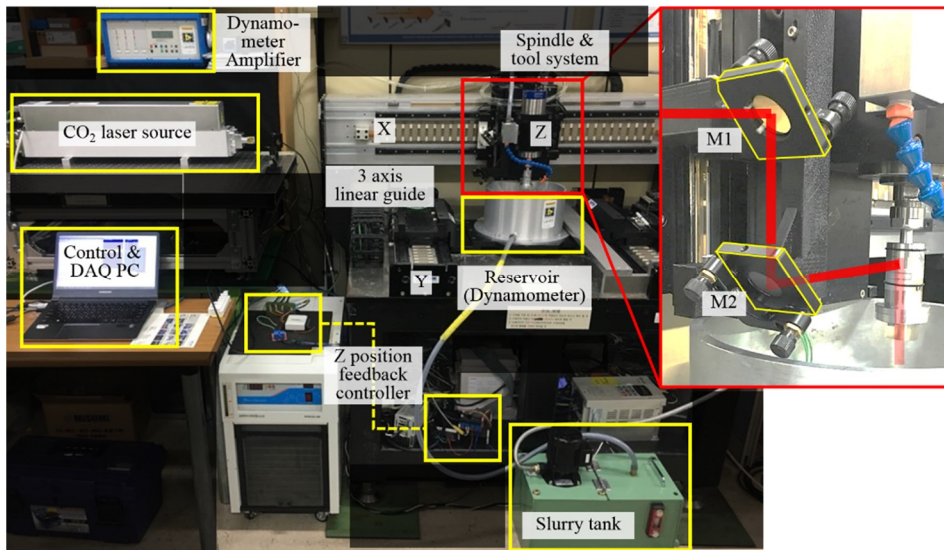 Dynamo-
meter
Amplifier
Spindle &
tool system
CO₂ laser source
X
Z
M1
3 axis
linear guide
Control &
DAQ PC
Y
Reservoir
(Dynamometer)
M2
Z position
feedback
controller
Slurry tank